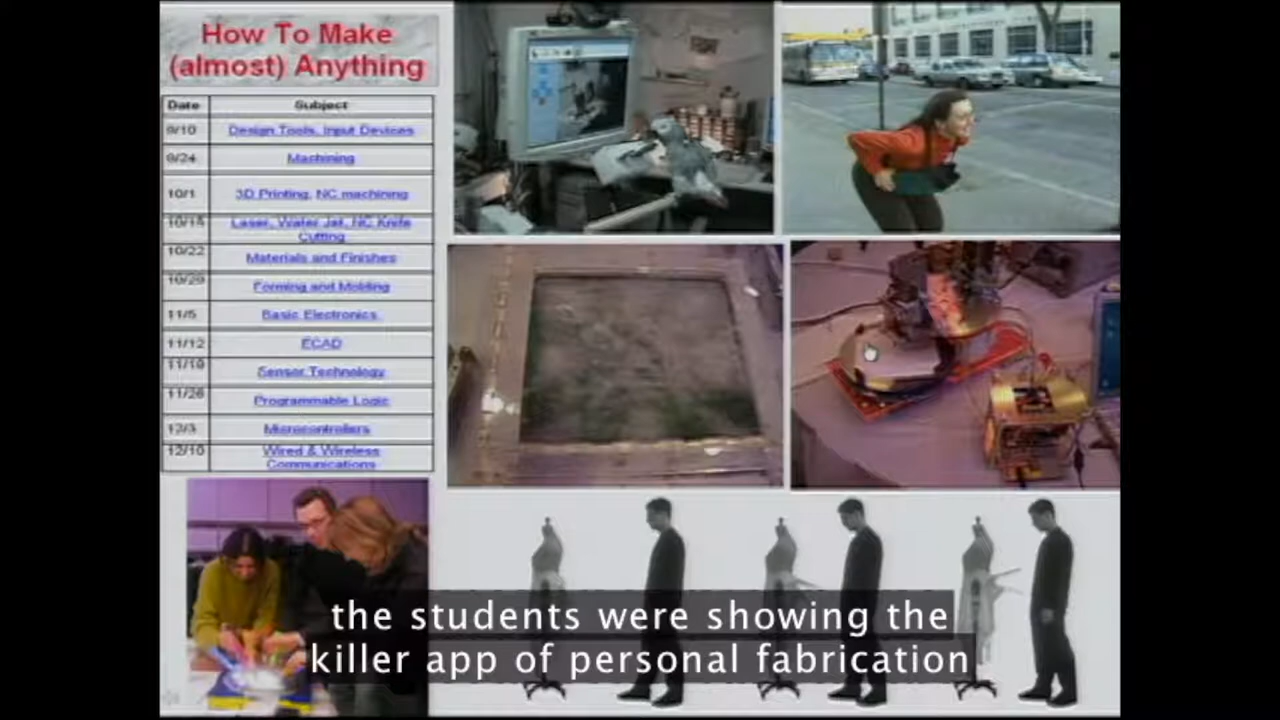 How To Make
(almost) Anything
Date Subject
9/10 Design Tools, Input Devices
9/24 Machining
10/1 3D Printing, NC machining
10/15 Laser, Water Jet, NC Knife
Cutting
10/22 Materials and Finishes
10/29 Forming and Molding
11/5 Basic Electronics
11/12 ECAD
11/19 Sensor Technology
11/26 Programmable Logic
12/3 Microcontrollers
12/10 Wired & Wireless
Communications
the students were showing the
killer app of personal fabrication